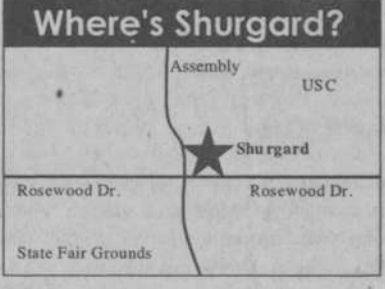 Where's Shurgard?
Assembly
USC
Shurgard
Rosewood Dr. Rosewood Dr.
State Fair Grounds